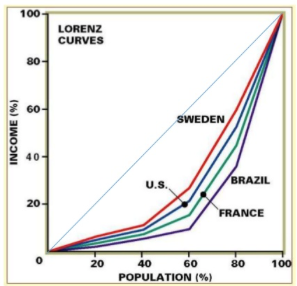 100
LORENZ
CURVES
80
60
SWEDEN
INCOME (%)
40
U.S.
BRAZIL
20
FRANCE
0
20
40
60
80
100
POPULATION (%)